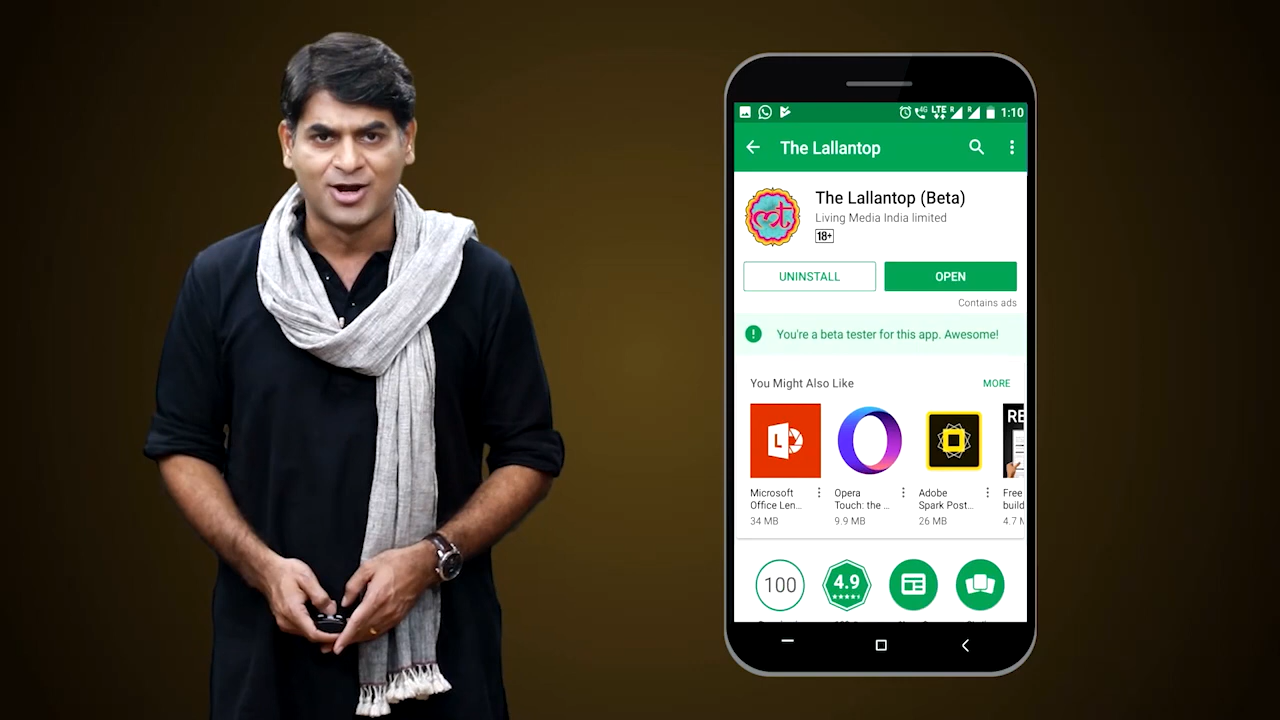 LTE 1:10
The Lallantop
The Lallantop (Beta)
Living Media India limited
18+
UNINSTALL
OPEN
Contains ads
You're a beta tester for this app. Awesome!
You Might Also Like
MORE
RE
Microsoft
Office Len...
34 MB
Opera
Touch: the ...
9.9 MB
Adobe
Spark Post...
26 MB
Free
build
4.7 M
100
4.9